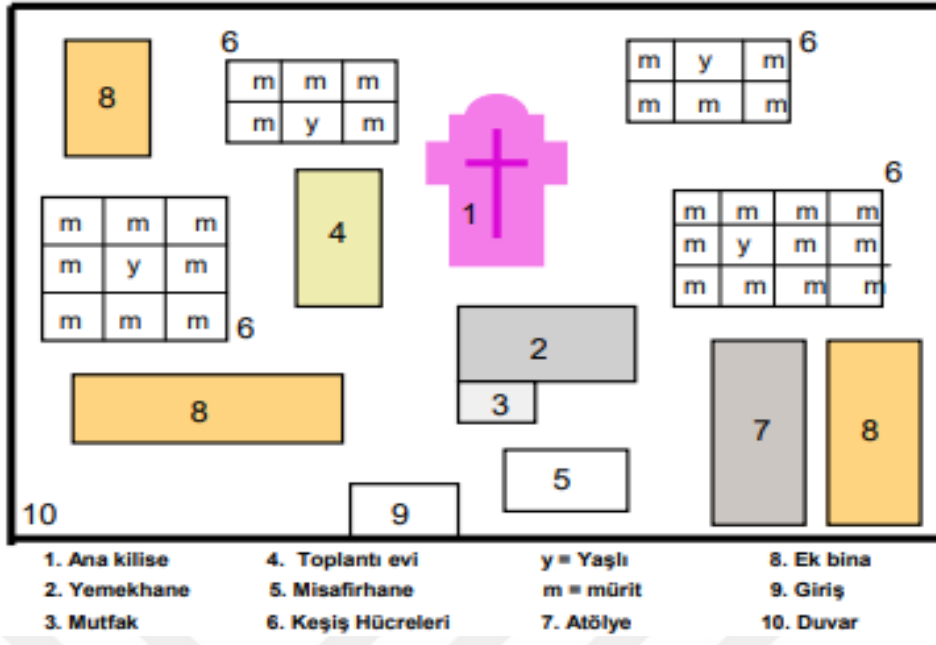 6 6
8
m m m
m y m
m y m
m m m
6
1
4
m m m
m y m
m m m
6
m m m m
m y m m
m m m m
2
3
8
7 8
5
10
9
1. Ana kilise 4. Toplantı evi y = Yaşlı 8. Ek bina
2. Yemekhane 5. Misafirhane m = mürit 9. Giriş
3. Mutfak 6. Keşiş Hücreleri 7. Atölye 10. Duvar